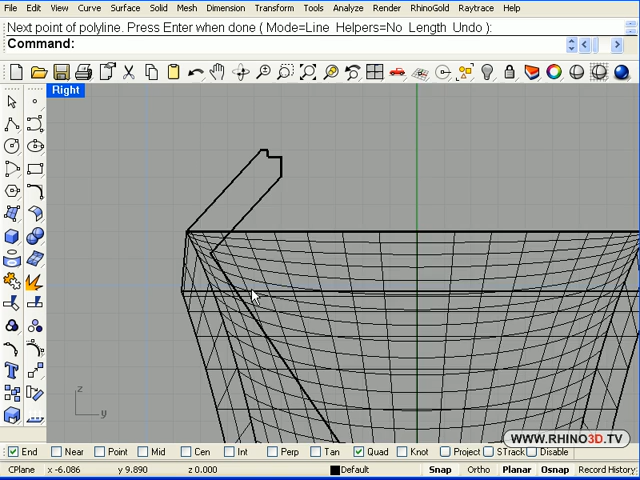 File Edit View Curve Surface Solid Mesh Dimension Transform Tools Analyze Render RhinoGold Raytrace Help
Next point of polyline. Press Enter when done ( Mode=Line Helpers=No Length Undo ):
Command:
Right
z
y
WWW.RHINO3D.TV
End Near Point Mid Cen Int Perp Tan Quad Knot Project STrack Disable
CPlane x -6.086 y 9.890 z 0.000 Default Snap Ortho Planar Osnap Record History